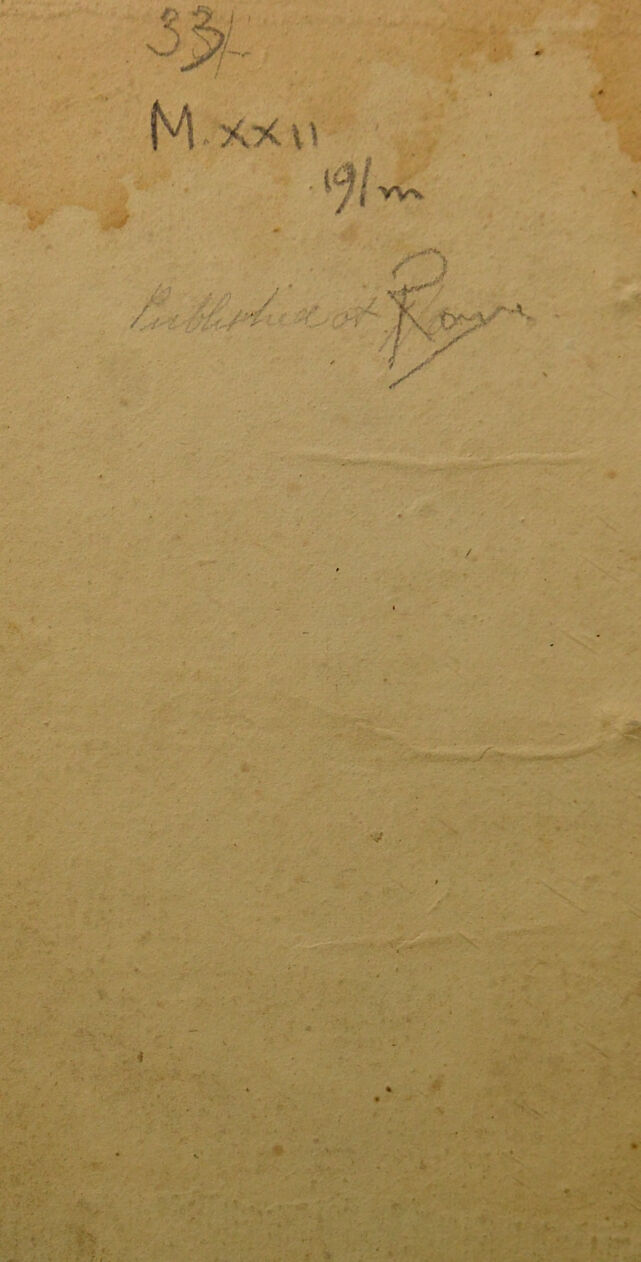 33/-
M. XXII
19/m
Published at Rome